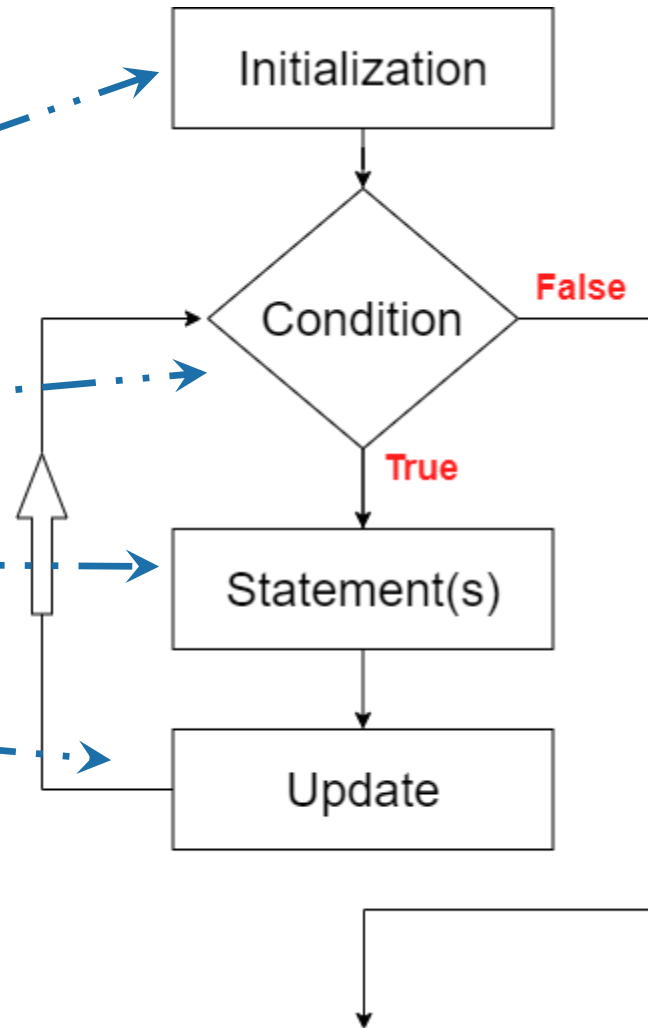 Initialization
False
Condition
True
Statement(s)
Update